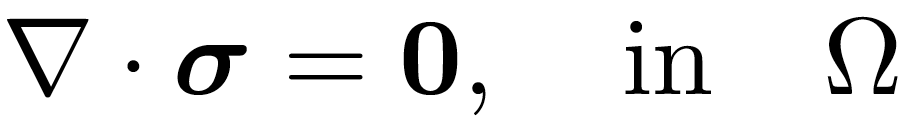 ∇ · 𝝈 = 𝟎, in Ω